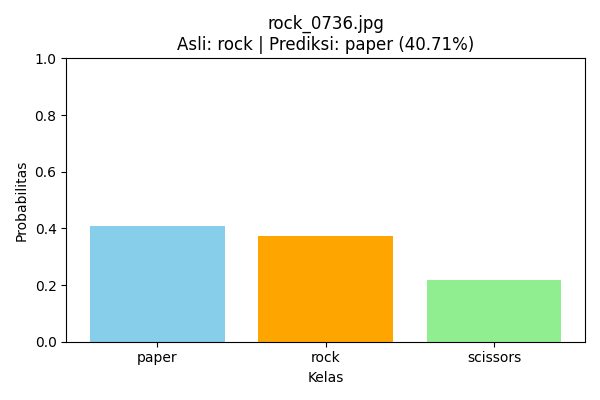 rock_0736.jpg
Asli: rock | Prediksi: paper (40.71%)
1.0
0.8
0.6
0.4
0.2
0.0
Probabilitas
paper rock scissors
Kelas